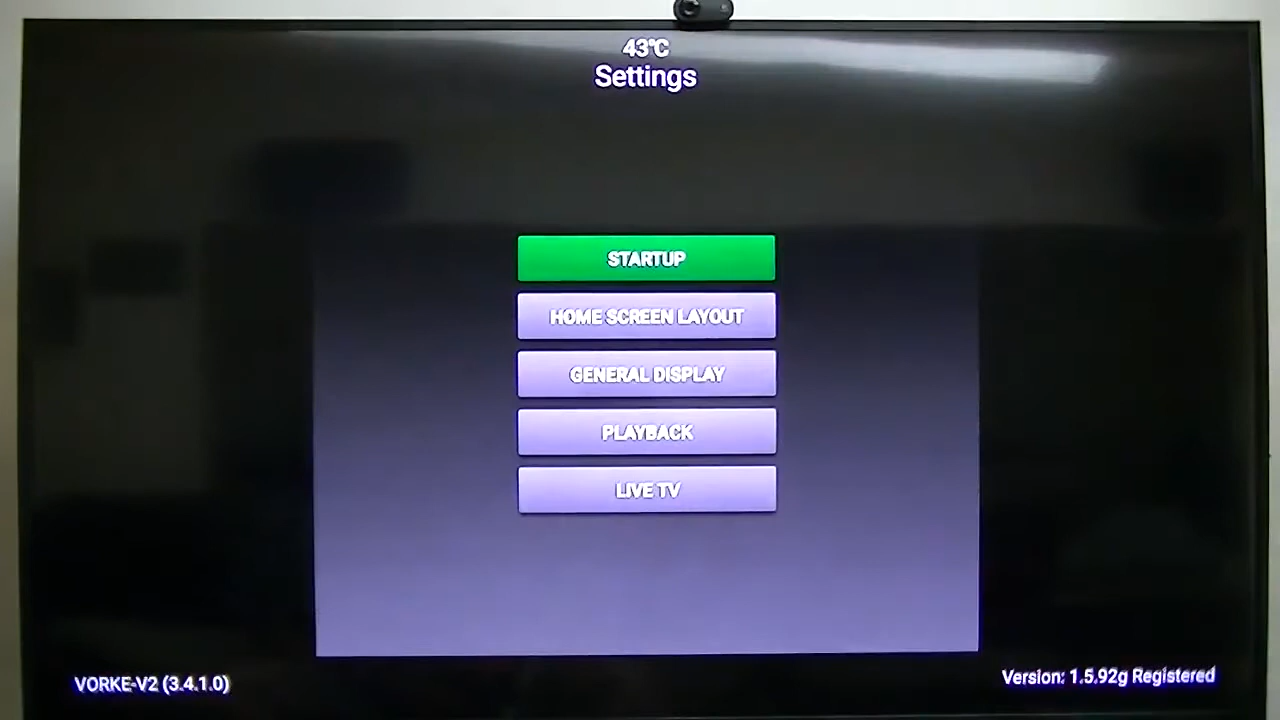 43°C
Settings
STARTUP
HOME SCREEN LAYOUT
GENERAL DISPLAY
PLAYBACK
LIVE TV
VORKE-V2 (3.4.1.0)
Version: 1.5.92g Registered